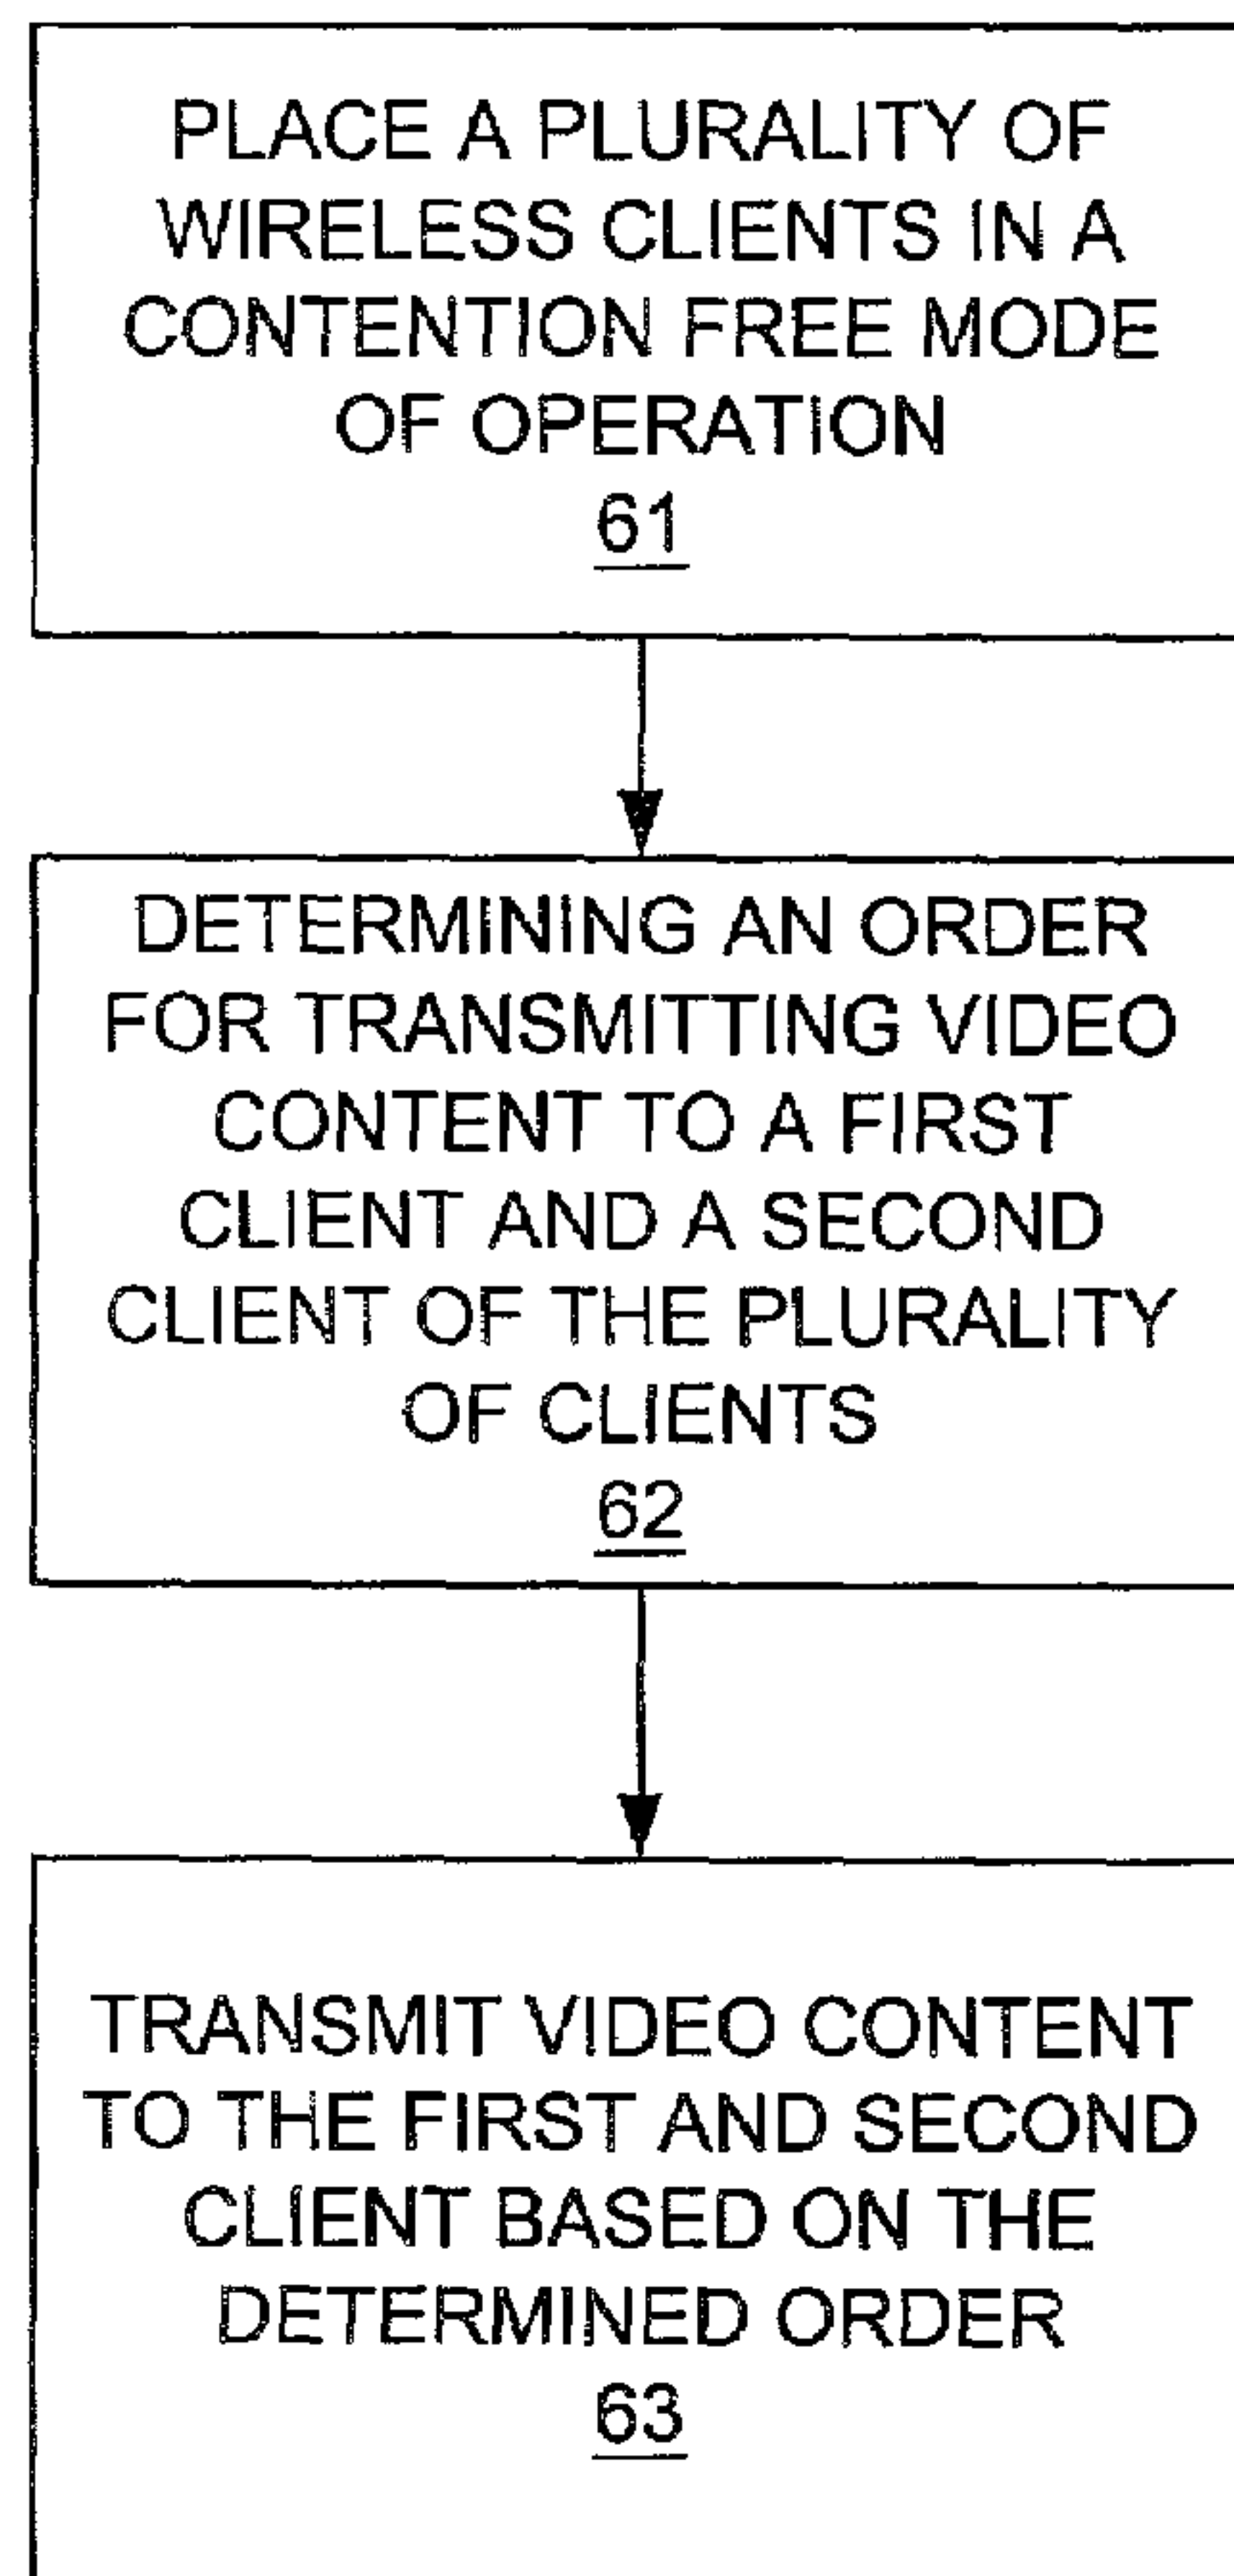 PLACE A PLURALITY OF
WIRELESS CLIENTS IN A
CONTENTION FREE MODE
OF OPERATION
61
DETERMINING AN ORDER
FOR TRANSMITTING VIDEO
CONTENT TO A FIRST
CLIENT AND A SECOND
CLIENT OF THE PLURALITY
OF CLIENTS
62
TRANSMIT VIDEO CONTENT
TO THE FIRST AND SECOND
CLIENT BASED ON THE
DETERMINED ORDER
63